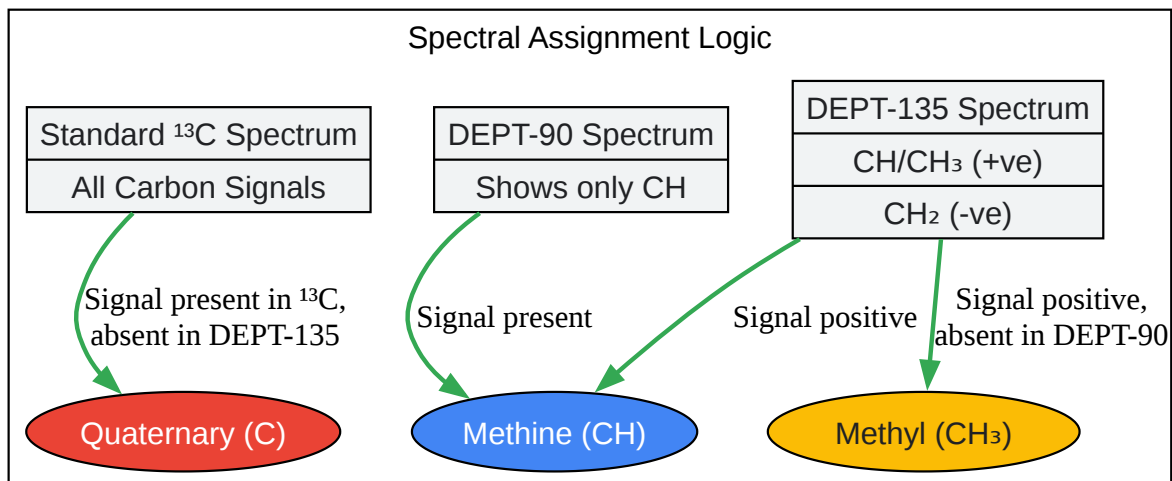 Spectral Assignment Logic
Standard ¹³C Spectrum
All Carbon Signals
DEPT-90 Spectrum
Shows only CH
DEPT-135 Spectrum
CH/CH₃ (+ve)
CH₂ (-ve)
Signal present in ¹³C,
absent in DEPT-135
Signal present
Signal positive
Signal positive,
absent in DEPT-90
Quaternary (C)
Methine (CH)
Methyl (CH₃)